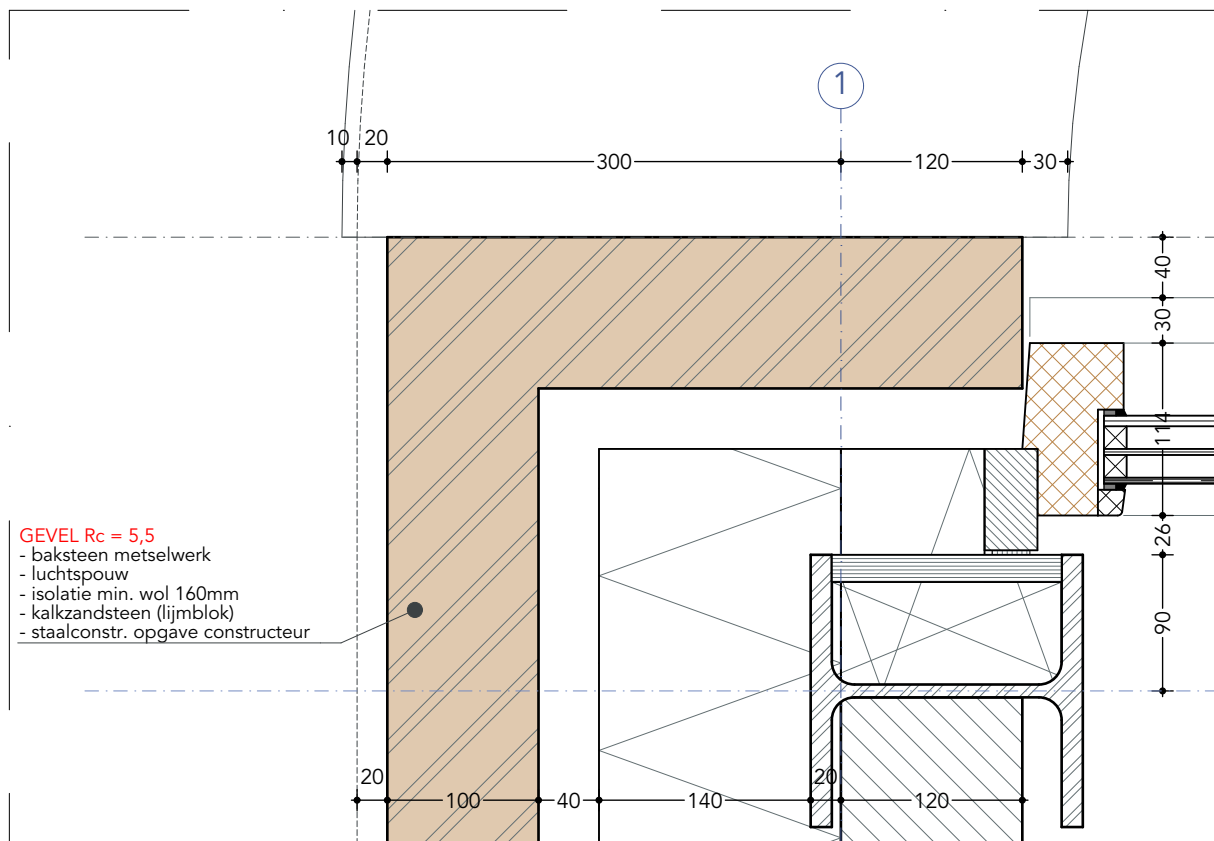 1
10 20 300 120 30
40
30
114
26
90
GEVEL Rc = 5,5
- baksteen metselwerk
- luchtspouw
- isolatie min. wol 160mm
- kalkzandsteen (lijmblok)
- staalconstr. opgave constructeur
20 100 40 140 20 120